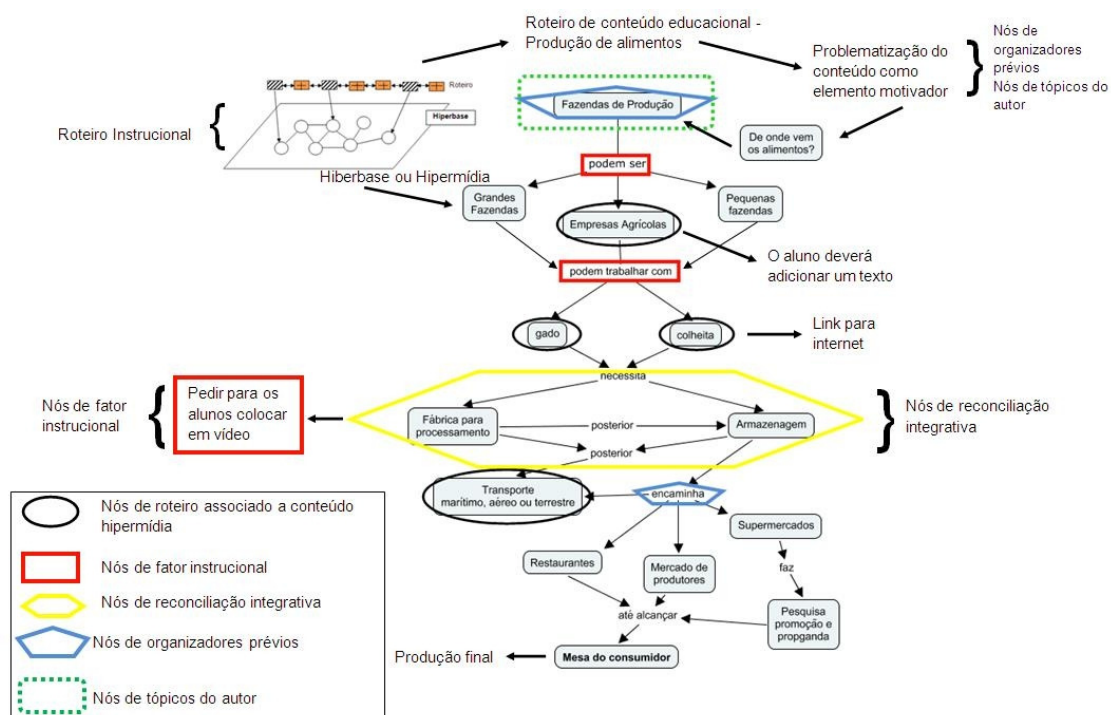 Roteiro de conteúdo educacional -
Produção de alimentos
Problematização do
conteúdo como
elemento motivador
Nós de
organizadores
prévios
Nós de tópicos do
autor
Roteiro
Hiperbase
Roteiro Instrucional
Fazendas de Produção
De onde vem
os alimentos?
podem ser
Hiberbase ou Hipermídia
Grandes
Fazendas
Pequenas
fazendas
Empresas Agrícolas
O aluno deverá
adicionar um texto
podem trabalhar com
gado
colheita
Link para
internet
necessita
Nós de fator
instrucional
Pedir para os
alunos colocar
em vídeo
Fábrica para
processamento
posterior
Armazenagem
posterior
Nós de reconciliação
integrativa
Transporte
marítimo, aéreo ou terrestre
encaminha
Supermercados
Restaurantes
Mercado de
produtores
faz
até alcançar
Pesquisa
promoção e
propganda
Produção final
Mesa do consumidor
Nós de roteiro associado a conteúdo
hipermídia
Nós de fator instrucional
Nós de reconciliação integrativa
Nós de organizadores prévios
Nós de tópicos do autor